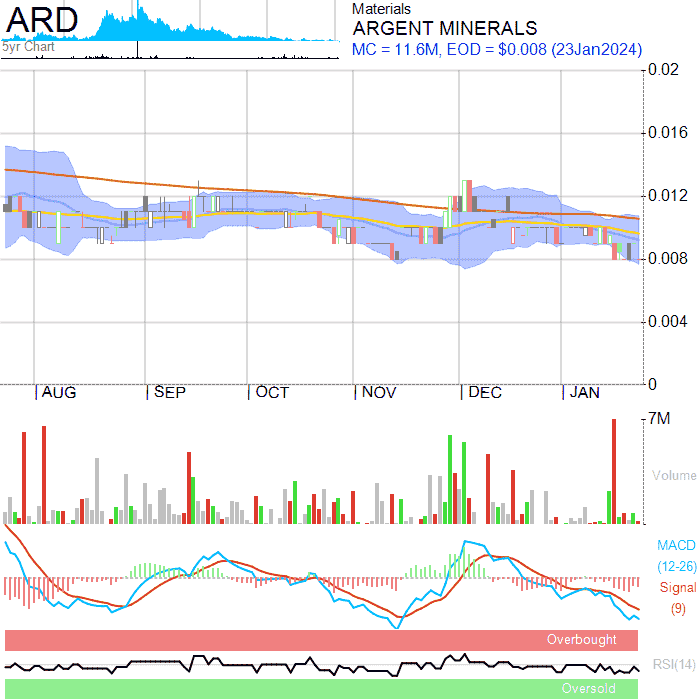 ARD
5yr Chart
Materials
ARGENT MINERALS
MC = 11.6M, EOD = $0.008 (23Jan2024)
0.02
0.016
0.012
0.008
0.004
0
AUG SEP OCT NOV DEC JAN
7M
Volume
MACD
(12-26)
Signal
(9)
Overbought
RSI(14)
Oversold